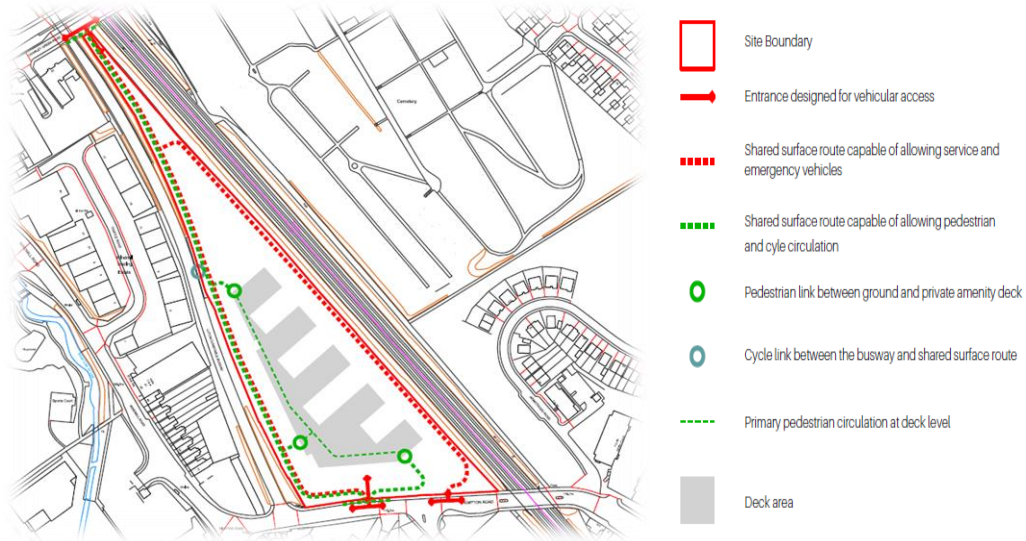 Cemetery
Site Boundary
Entrance designed for vehicular access
Shared surface route capable of allowing service and
emergency vehicles
Shared surface route capable of allowing pedestrian
and cyle circulation
Pedestrian link between ground and private amenity deck
Cycle link between the busway and shared surface route
Primary pedestrian circulation at deck level
Deck area